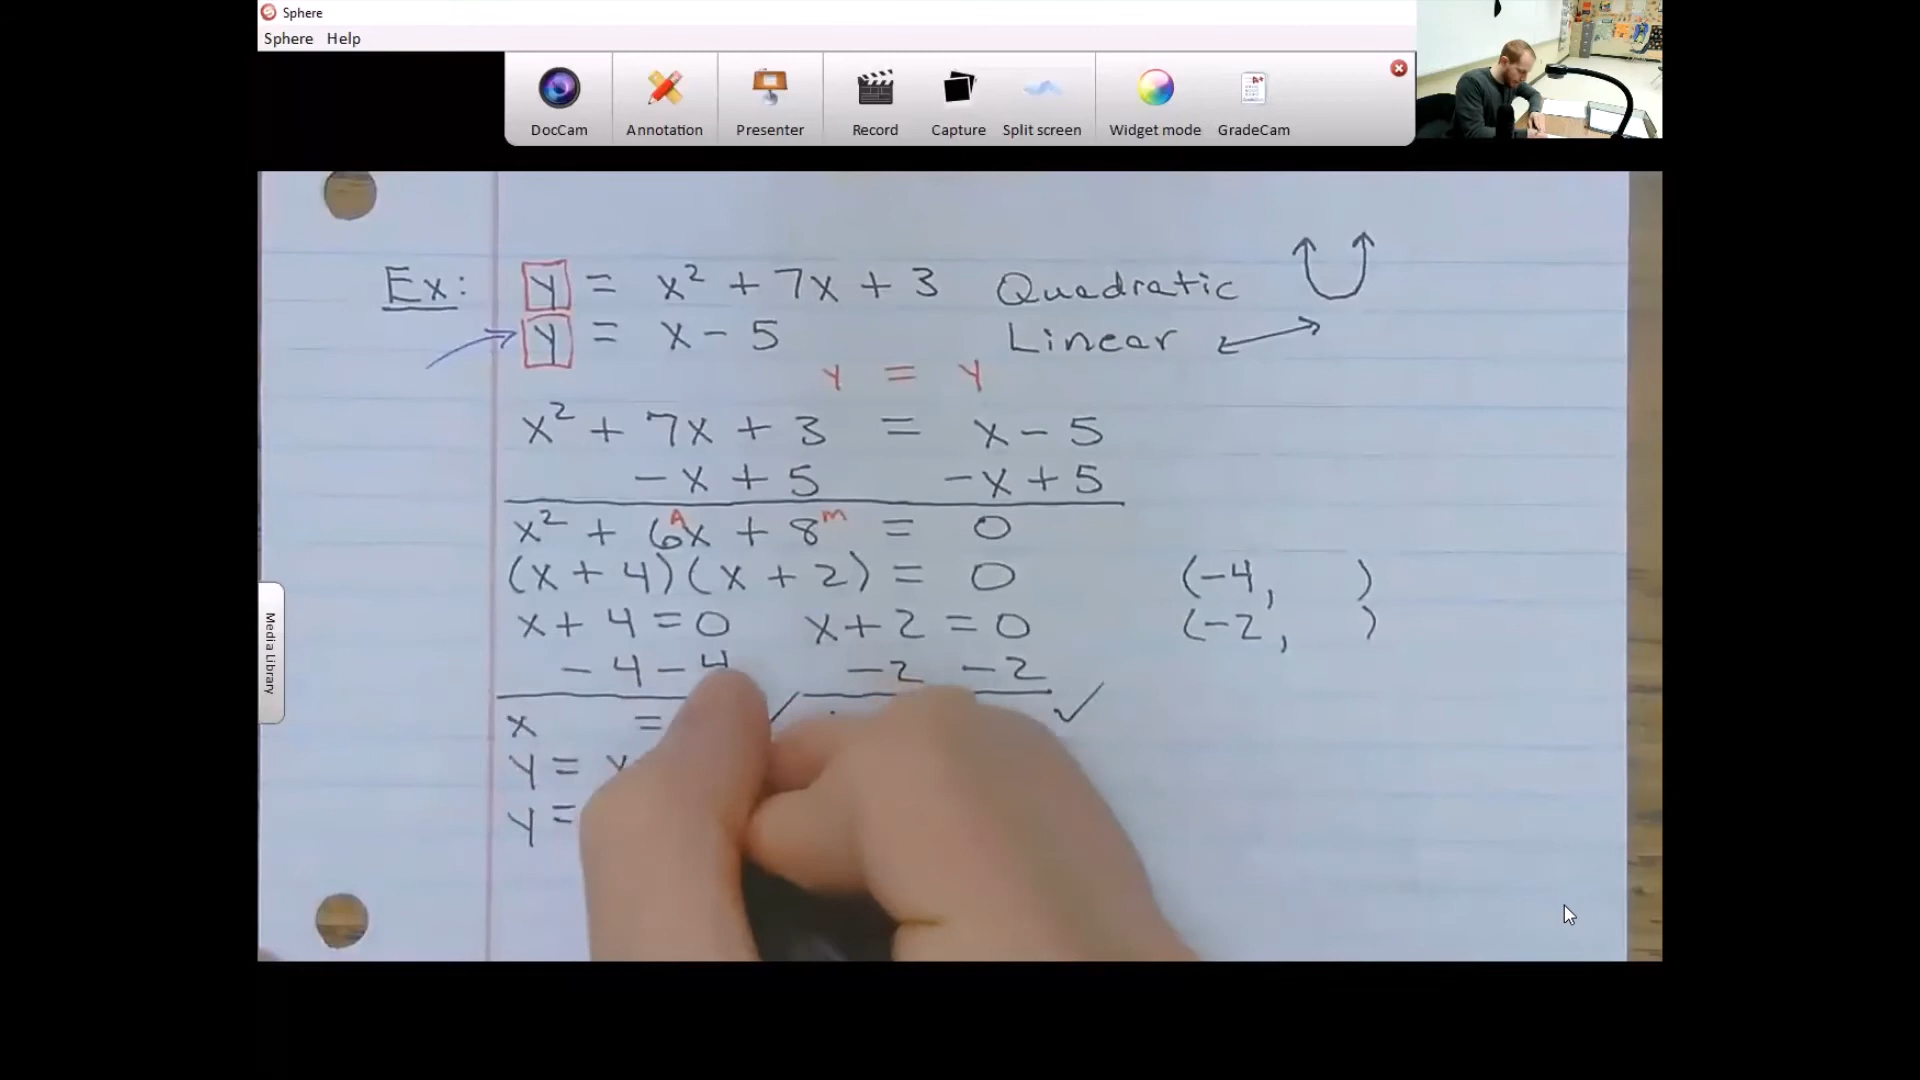 Sphere
Sphere Help
DocCam Annotation Presenter Record Capture Split screen Widget mode GradeCam
Ex: y = x² + 7x + 3 Quadratic
y = x - 5 Linear
y = y
x² + 7x + 3 = x - 5
- x + 5 - x + 5
x² + 6x + 8 = 0
A m
(x + 4)(x + 2) = 0 (-4, )
x + 4 = 0 x + 2 = 0 (-2, )
- 4 - 4 - 2 - 2
x =
y =
y =
Media Library